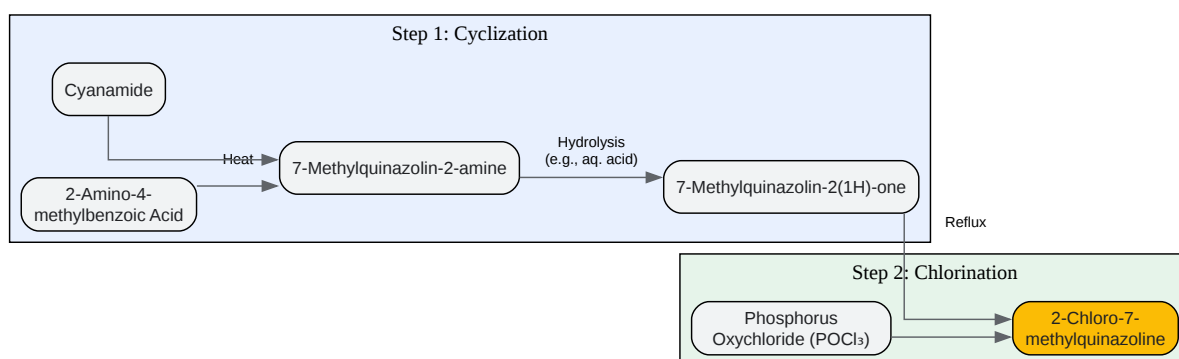 Step 1: Cyclization
Cyanamide
Heat
2-Amino-4-
methylbenzoic Acid
7-Methylquinazolin-2-amine
Hydrolysis
(e.g., aq. acid)
7-Methylquinazolin-2(1H)-one
Reflux
Step 2: Chlorination
Phosphorus
Oxychloride (POCl₃)
2-Chloro-7-
methylquinazoline